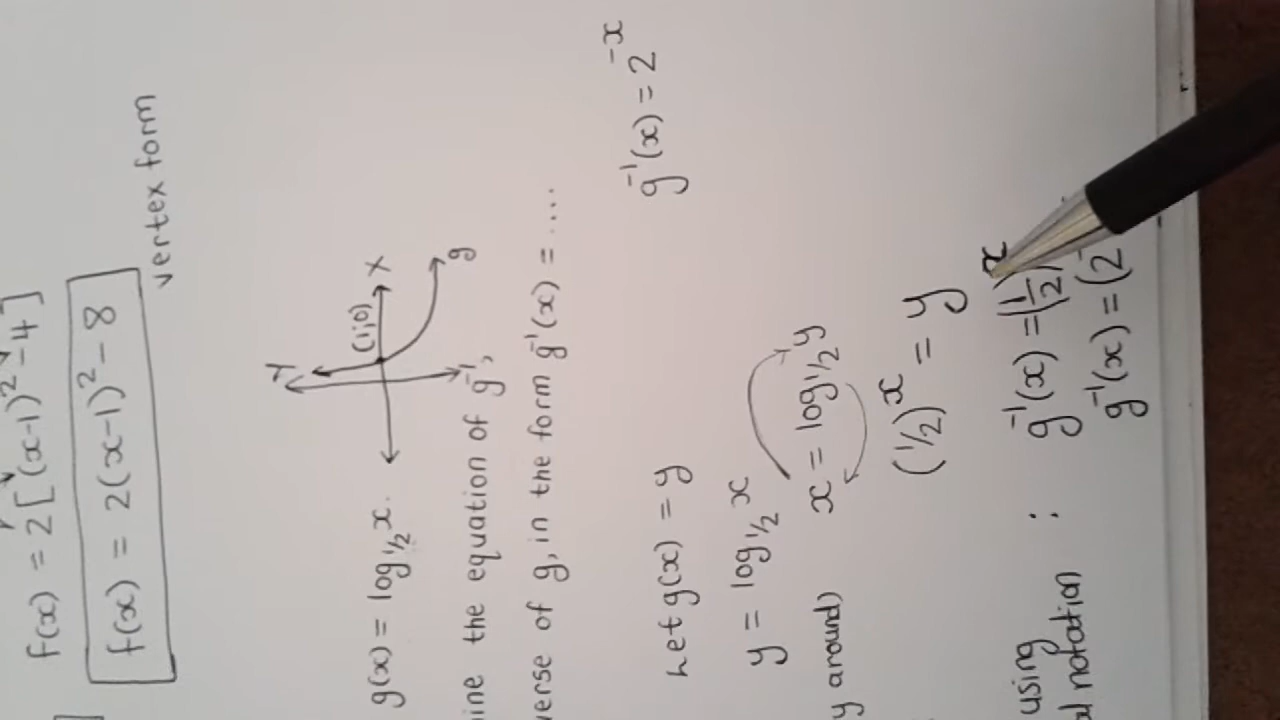 f(x) = 2[(x-1)² - 4]
f(x) = 2(x-1)² - 8
vertex form
y
(1;0)
x
g
g(x) = log₁/₂ x.
the equation of g⁻¹,
of g, in the form g⁻¹(x) = ....
g⁻¹(x) = 2⁻ˣ
Let g(x) = y
y = log₁/₂ x
y around) x = log₁/₂ y
(1/2)ˣ = y
using : g⁻¹(x) = (1/2)ˣ
notation g⁻¹(x) = (2⁻